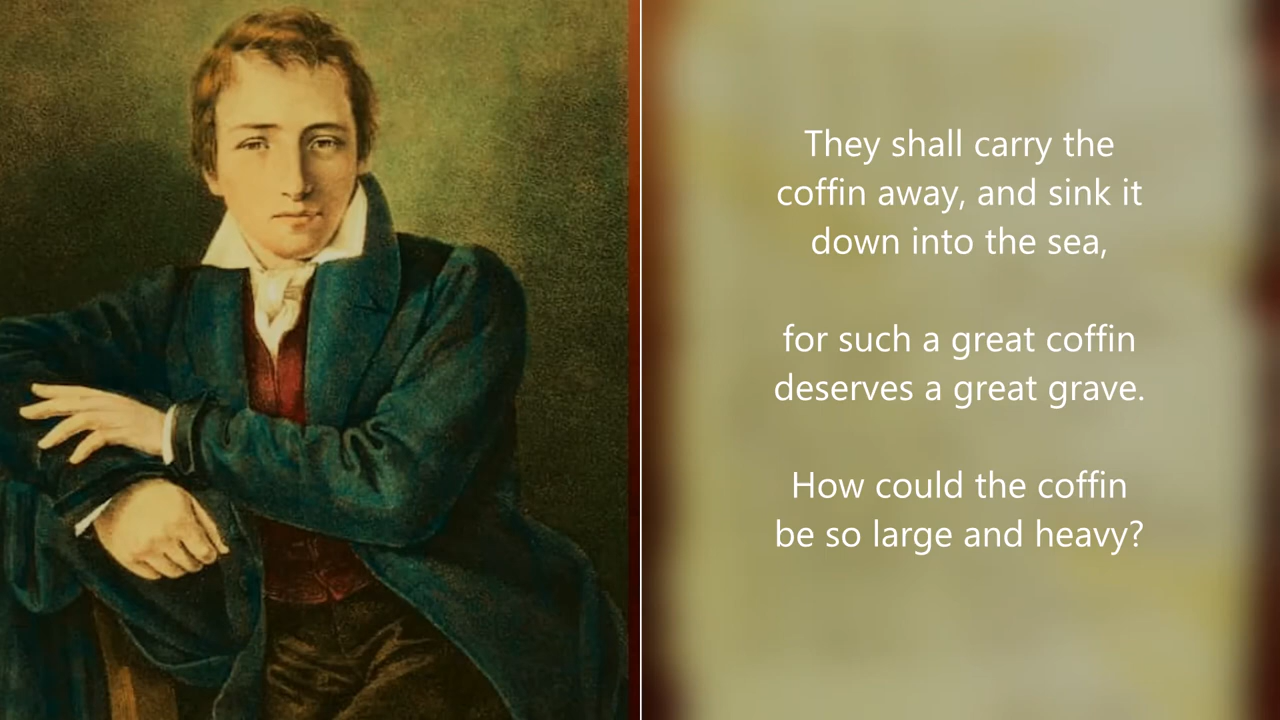 They shall carry the
coffin away, and sink it
down into the sea,
for such a great coffin
deserves a great grave.
How could the coffin
be so large and heavy?